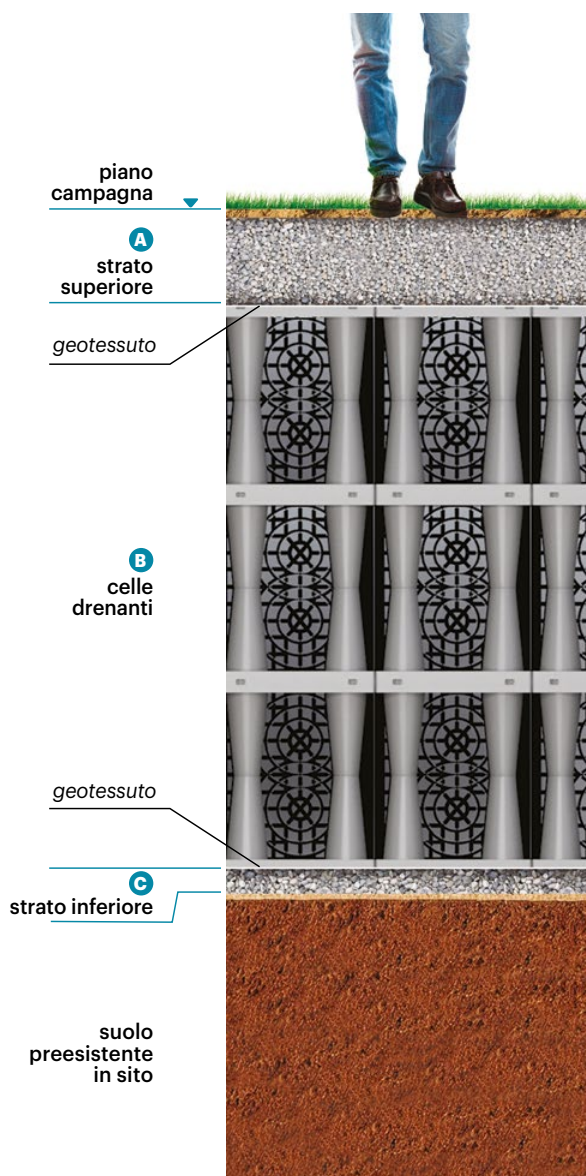 piano
campagna
A
strato
superiore
geotessuto
B
celle
drenanti
geotessuto
C
strato inferiore
suolo
preesistente
in sito